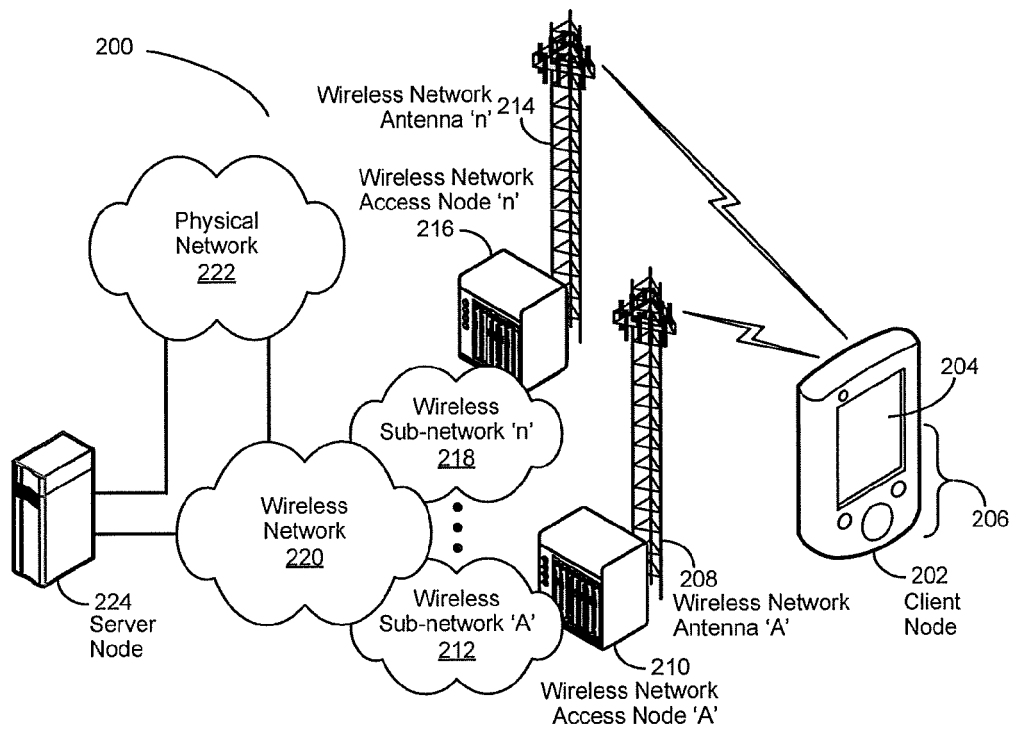 200
Wireless Network
Antenna ‘n’
214
Wireless Network
Access Node ‘n’
216
Physical
Network
222
204
Wireless
Sub-network ‘n’
218
206
Wireless
Network
220
208
Wireless Network
Antenna ‘A’
202
Client
Node
224
Server
Node
Wireless
Sub-network ‘A’
212
210
Wireless Network
Access Node ‘A’